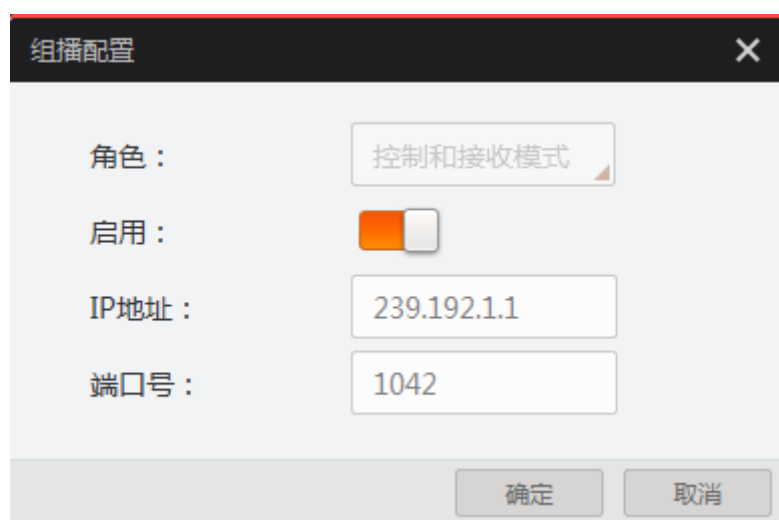 组播配置
角色： 控制和接收模式
启用：
IP地址： 239.192.1.1
端口号： 1042
确定 取消